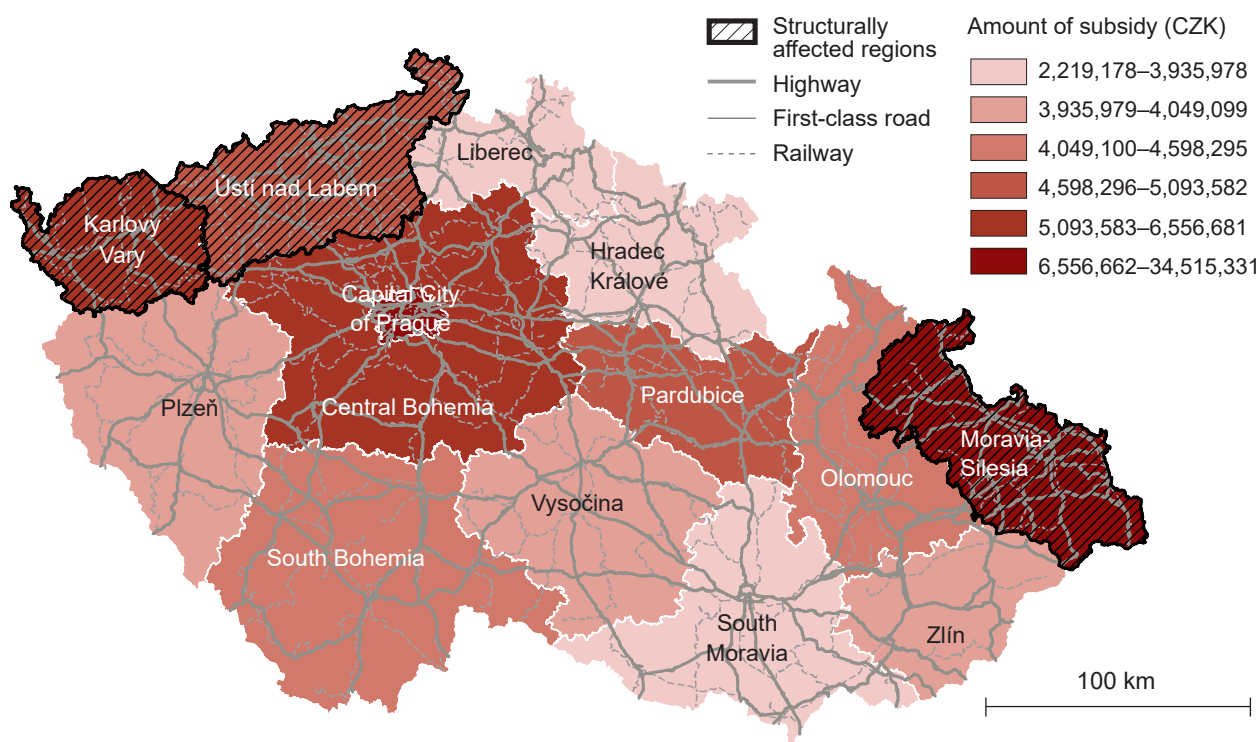 Structurally
affected regions
Highway
First-class road
Railway
Amount of subsidy (CZK)
2,219,178–3,935,978
3,935,979–4,049,099
4,049,100–4,598,295
4,598,296–5,093,582
5,093,583–6,556,681
6,556,662–34,515,331
Liberec
Ústí nad Labem
Karlovy
Vary
Hradec
Králové
Capital City
of Prague
Plzeň
Central Bohemia
Pardubice
Moravia-
Silesia
Olomouc
Vysočina
South Bohemia
South
Moravia
Zlín
100 km